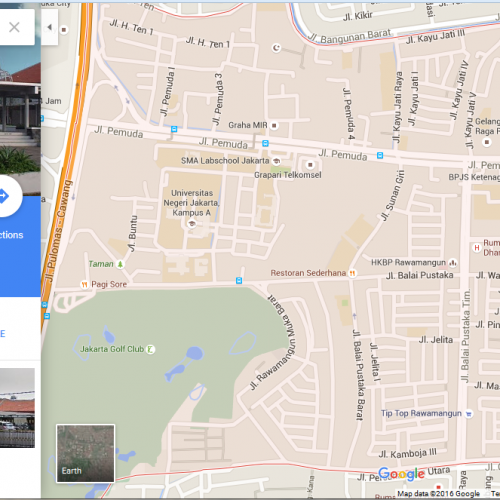 uka City
Jl. H. Ten 1
Jl. H. Ten 1
Jl. Kikir
Jl. Bangunan Barat
Jl. Kayu Jati III
Jl. Pemuda I
Jl. Pemuda 3
Jl. Pemuda 4
Jl. Kayu Jati Raya
Jl. Kayu Jati IV
Jl. Kayu Jati V
s Jam
Graha MIR
Gelang
Raga R
Jl. Pemuda
Jl. Pemuda
Jl. Pemuda
SMA Labschool Jakarta
Grapari Telkomsel
BPJS Ketenag
Universitas
Negeri Jakarta,
Kampus A
Jl. Sunan Giri
Jl. Pulomas - Cawang
Jl. Buntu
ctions
Rum
Dhar
Taman
HKBP Rawamangun
Restoran Sederhana
Jl. Balai Pustaka
Jl. Wa
Pagi Sore
Jl. Rawamangun Muka Barat
Jl. Balai Pustaka Tim
Jl. Pin
E
Jakarta Golf Club
Jl. Balai Pustaka Barat
Jl. Jelita I
Jl. Jelita
Jl. Ma
Tip Top Rawamangun
Jl. Kamboja III
Earth
Google
Utara
Jl. Pem
Map data ©2016 Google
Te